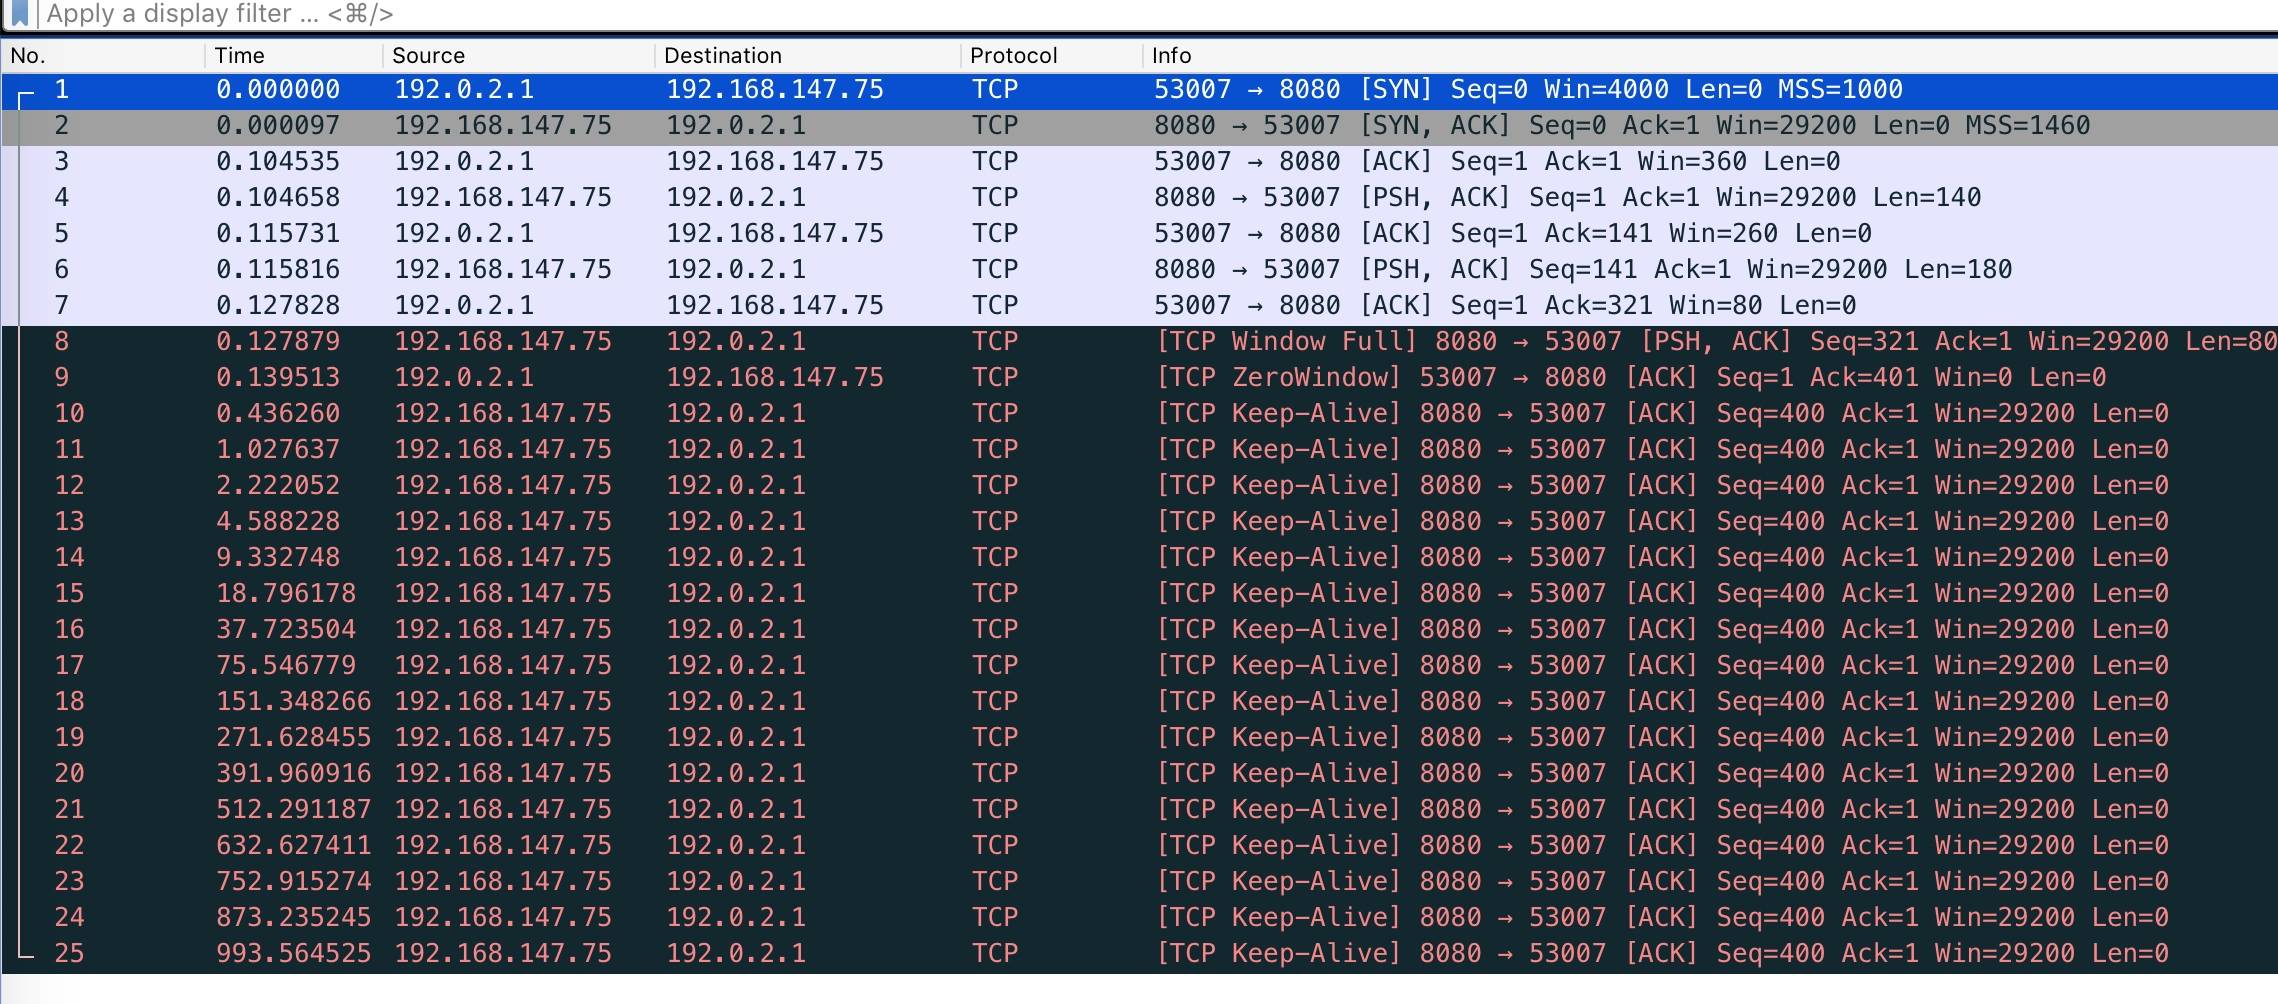 Apply a display filter ... <⌘/>
No. Time Source Destination Protocol Info
1 0.000000 192.0.2.1 192.168.147.75 TCP 53007 → 8080 [SYN] Seq=0 Win=4000 Len=0 MSS=1000
2 0.000097 192.168.147.75 192.0.2.1 TCP 8080 → 53007 [SYN, ACK] Seq=0 Ack=1 Win=29200 Len=0 MSS=1460
3 0.104535 192.0.2.1 192.168.147.75 TCP 53007 → 8080 [ACK] Seq=1 Ack=1 Win=360 Len=0
4 0.104658 192.168.147.75 192.0.2.1 TCP 8080 → 53007 [PSH, ACK] Seq=1 Ack=1 Win=29200 Len=140
5 0.115731 192.0.2.1 192.168.147.75 TCP 53007 → 8080 [ACK] Seq=1 Ack=141 Win=260 Len=0
6 0.115816 192.168.147.75 192.0.2.1 TCP 8080 → 53007 [PSH, ACK] Seq=141 Ack=1 Win=29200 Len=180
7 0.127828 192.0.2.1 192.168.147.75 TCP 53007 → 8080 [ACK] Seq=1 Ack=321 Win=80 Len=0
8 0.127879 192.168.147.75 192.0.2.1 TCP [TCP Window Full] 8080 → 53007 [PSH, ACK] Seq=321 Ack=1 Win=29200 Len=80
9 0.139513 192.0.2.1 192.168.147.75 TCP [TCP ZeroWindow] 53007 → 8080 [ACK] Seq=1 Ack=401 Win=0 Len=0
10 0.436260 192.168.147.75 192.0.2.1 TCP [TCP Keep-Alive] 8080 → 53007 [ACK] Seq=400 Ack=1 Win=29200 Len=0
11 1.027637 192.168.147.75 192.0.2.1 TCP [TCP Keep-Alive] 8080 → 53007 [ACK] Seq=400 Ack=1 Win=29200 Len=0
12 2.222052 192.168.147.75 192.0.2.1 TCP [TCP Keep-Alive] 8080 → 53007 [ACK] Seq=400 Ack=1 Win=29200 Len=0
13 4.588228 192.168.147.75 192.0.2.1 TCP [TCP Keep-Alive] 8080 → 53007 [ACK] Seq=400 Ack=1 Win=29200 Len=0
14 9.332748 192.168.147.75 192.0.2.1 TCP [TCP Keep-Alive] 8080 → 53007 [ACK] Seq=400 Ack=1 Win=29200 Len=0
15 18.796178 192.168.147.75 192.0.2.1 TCP [TCP Keep-Alive] 8080 → 53007 [ACK] Seq=400 Ack=1 Win=29200 Len=0
16 37.723504 192.168.147.75 192.0.2.1 TCP [TCP Keep-Alive] 8080 → 53007 [ACK] Seq=400 Ack=1 Win=29200 Len=0
17 75.546779 192.168.147.75 192.0.2.1 TCP [TCP Keep-Alive] 8080 → 53007 [ACK] Seq=400 Ack=1 Win=29200 Len=0
18 151.348266 192.168.147.75 192.0.2.1 TCP [TCP Keep-Alive] 8080 → 53007 [ACK] Seq=400 Ack=1 Win=29200 Len=0
19 271.628455 192.168.147.75 192.0.2.1 TCP [TCP Keep-Alive] 8080 → 53007 [ACK] Seq=400 Ack=1 Win=29200 Len=0
20 391.960916 192.168.147.75 192.0.2.1 TCP [TCP Keep-Alive] 8080 → 53007 [ACK] Seq=400 Ack=1 Win=29200 Len=0
21 512.291187 192.168.147.75 192.0.2.1 TCP [TCP Keep-Alive] 8080 → 53007 [ACK] Seq=400 Ack=1 Win=29200 Len=0
22 632.627411 192.168.147.75 192.0.2.1 TCP [TCP Keep-Alive] 8080 → 53007 [ACK] Seq=400 Ack=1 Win=29200 Len=0
23 752.915274 192.168.147.75 192.0.2.1 TCP [TCP Keep-Alive] 8080 → 53007 [ACK] Seq=400 Ack=1 Win=29200 Len=0
24 873.235245 192.168.147.75 192.0.2.1 TCP [TCP Keep-Alive] 8080 → 53007 [ACK] Seq=400 Ack=1 Win=29200 Len=0
25 993.564525 192.168.147.75 192.0.2.1 TCP [TCP Keep-Alive] 8080 → 53007 [ACK] Seq=400 Ack=1 Win=29200 Len=0